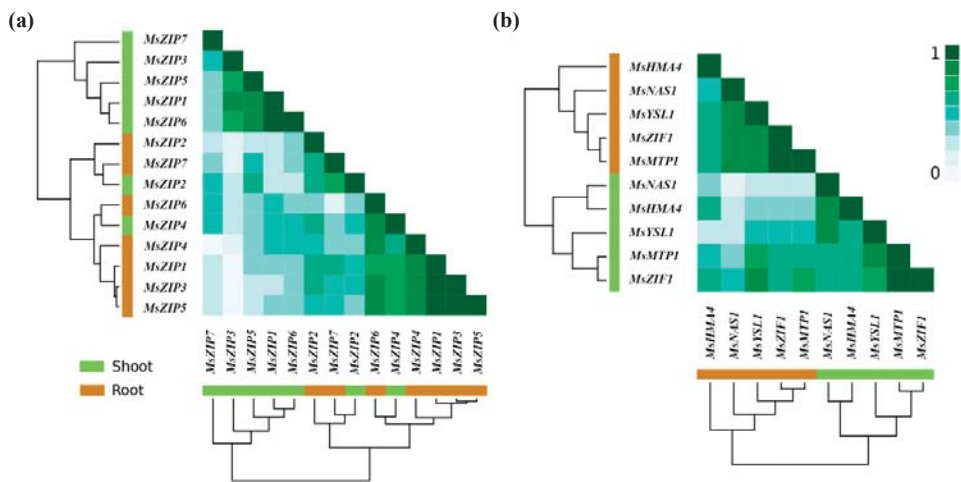 (a)
MsZIP7
MsZIP3
MsZIP5
MsZIP1
MsZIP6
MsZIP2
MsZIP7
MsZIP2
MsZIP6
MsZIP4
MsZIP4
MsZIP1
MsZIP3
MsZIP5
MsZIP7
MsZIP3
MsZIP5
MsZIP1
MsZIP6
MsZIP2
MsZIP7
MsZIP2
MsZIP6
MsZIP4
MsZIP4
MsZIP1
MsZIP3
MsZIP5
Shoot
Root
(b)
MsHMA4
MsNAS1
MsYSL1
MsZIF1
MsMTP1
MsNAS1
MsHMA4
MsYSL1
MsMTP1
MsZIF1
MsHMA4
MsNAS1
MsYSL1
MsZIF1
MsMTP1
MsNAS1
MsHMA4
MsYSL1
MsMTP1
MsZIF1
1
0